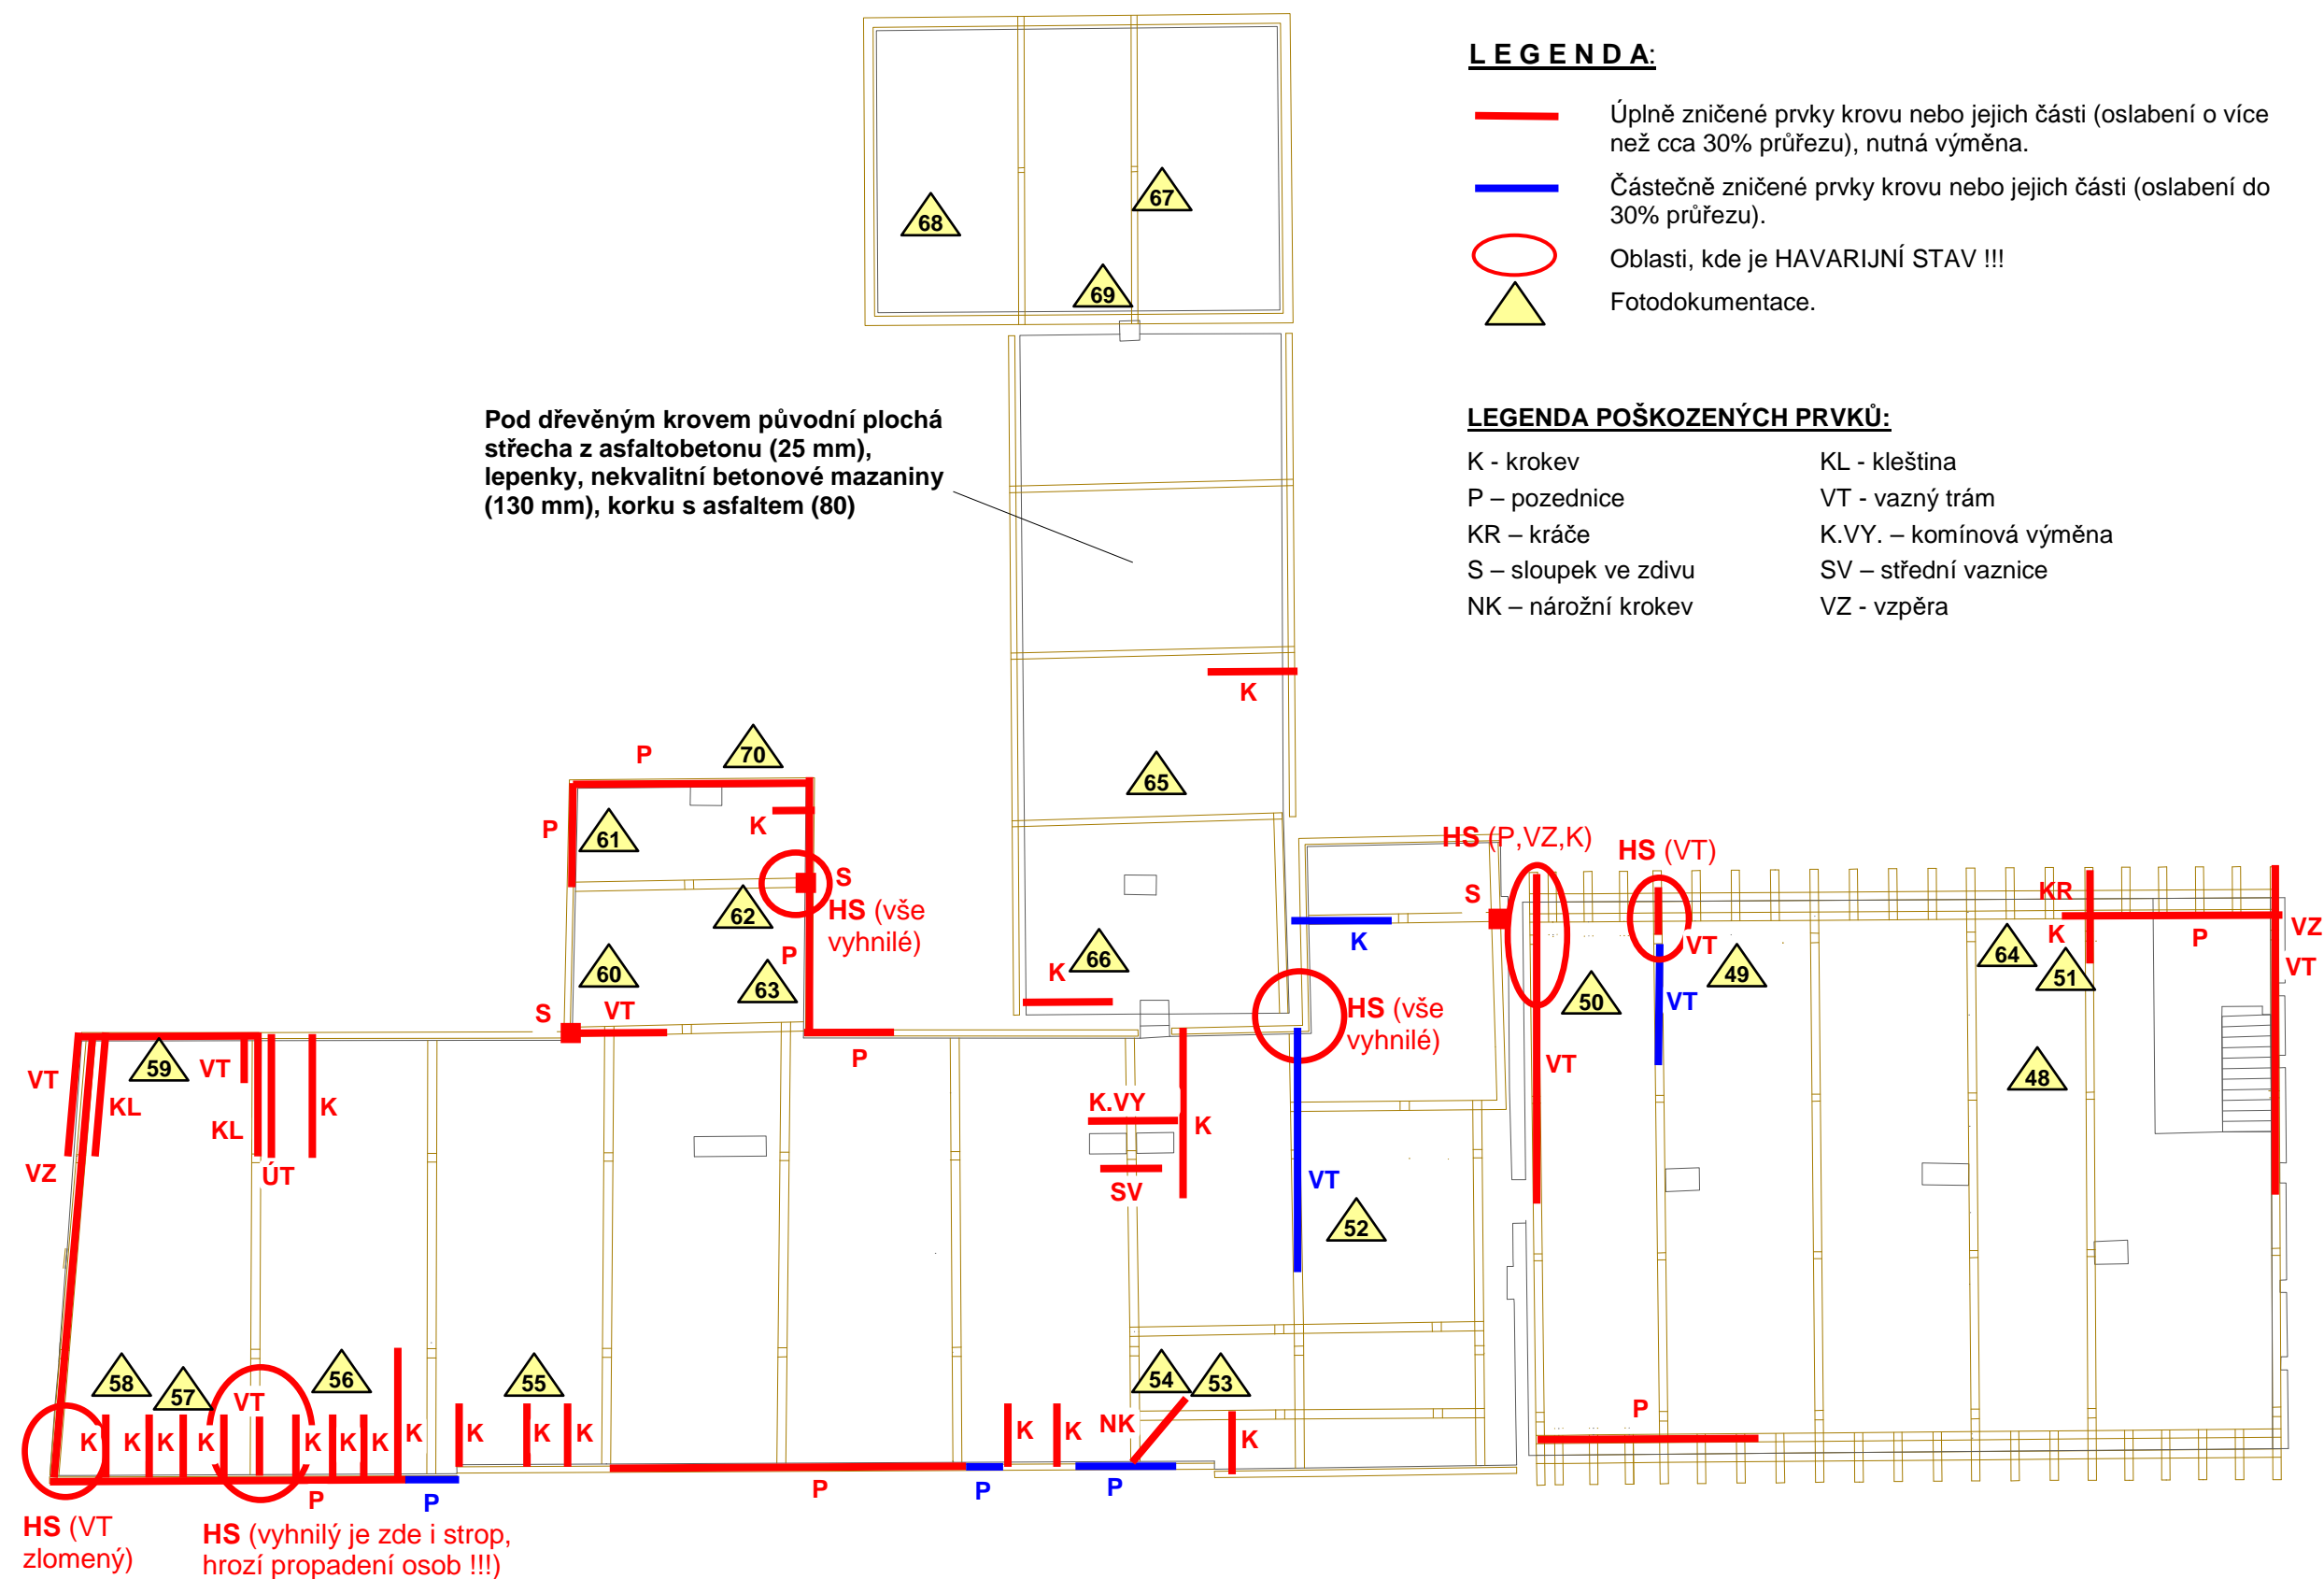 L E G E N D A:
Úplně zničené prvky krovu nebo jejich části (oslabení o více
než cca 30% průřezu), nutná výměna.
Částečně zničené prvky krovu nebo jejich části (oslabení do
30% průřezu).
Oblasti, kde je HAVARIJNÍ STAV !!!
Fotodokumentace.
LEGENDA POŠKOZENÝCH PRVKŮ:
K - krokev
P – pozednice
KR – kráče
S – sloupek ve zdivu
NK – nárožní krokev
KL - kleština
VT - vazný trám
K.VY. – komínová výměna
SV – střední vaznice
VZ - vzpěra
68
67
69
Pod dřevěným krovem původní plochá
střecha z asfaltobetonu (25 mm),
lepenky, nekvalitní betonové mazaniny
(130 mm), korku s asfaltem (80)
K
P
70
65
P
61
K
S
62
HS (vše
vyhnilé)
P
60
63
S
VT
P
K
66
HS (P,VZ,K)
HS (VT)
S
K
HS (vše
vyhnilé)
VT
50
VT
49
VT
KR
K
64
51
P
VZ
VT
48
59
VT
VT
KL
KL
K
VZ
ÚT
K.VY
K
SV
VT
52
58
57
VT
56
55
54
53
K
K
K
K
K
K
K
K
K
K
K
K
K
NK
K
P
P
P
P
P
P
HS (VT
zlomený)
HS (vyhnilý je zde i strop,
hrozí propadení osob !!!)